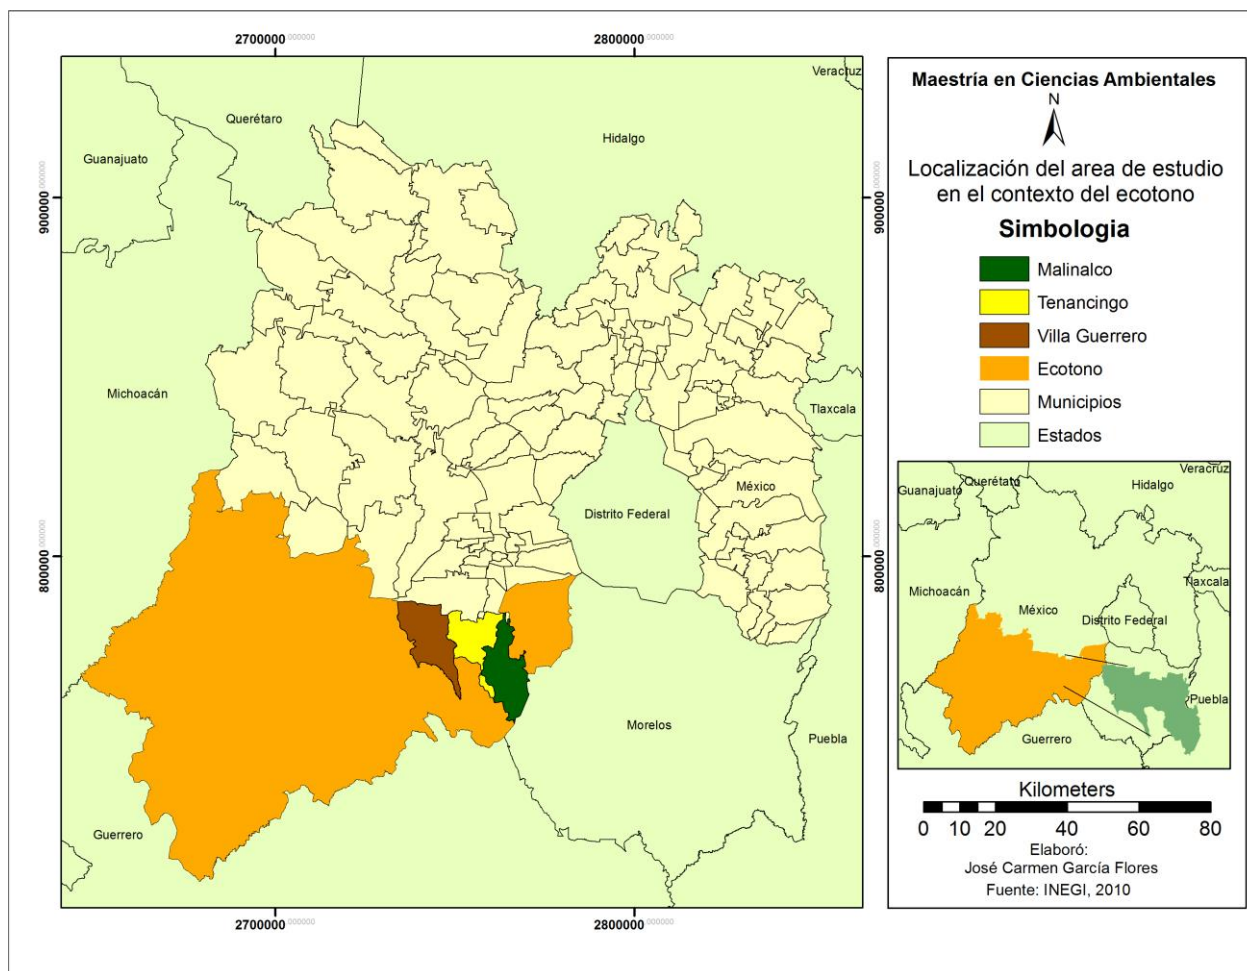 2700000.000000
2800000.000000
Veracruz
Querétaro
Guanajuato
Hidalgo
900000.000000
900000.000000
Michoacán
Tlaxcala
México
Distrito Federal
800000.000000
800000.000000
Morelos
Puebla
Guerrero
2700000.000000
2800000.000000
Maestría en Ciencias Ambientales
N
Localización del area de estudio
en el contexto del ecotono
Simbologia
Malinalco
Tenancingo
Villa Guerrero
Ecotono
Municipios
Estados
Veracruz
Querétaro
Guanajuato
Hidalgo
Michoacán
Tlaxcala
México
Distrito Federal
Puebla
Guerrero
Kilometers
0 10 20 40 60 80
Elaboró:
José Carmen García Flores
Fuente: INEGI, 2010